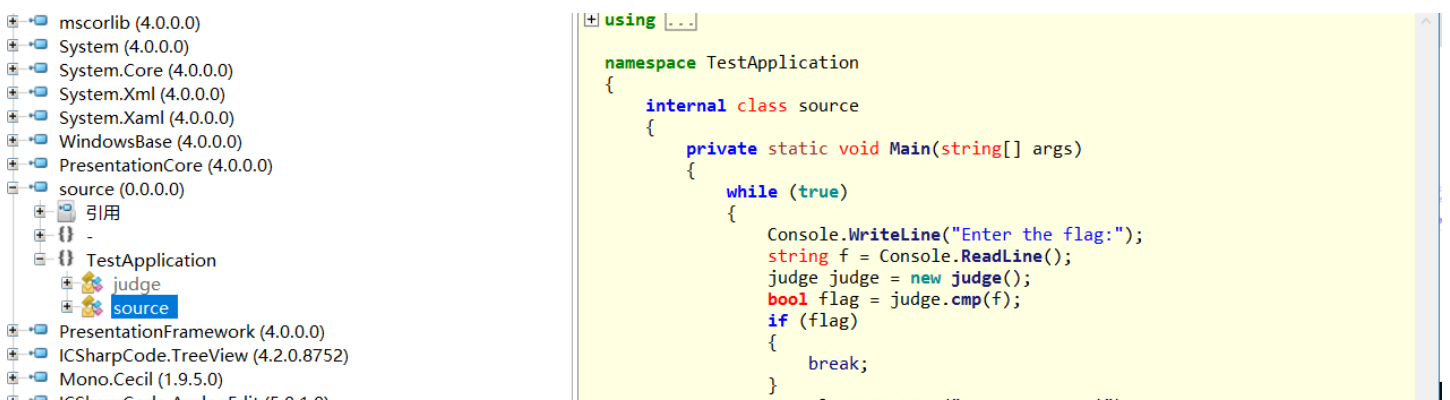 mscorlib (4.0.0.0)
System (4.0.0.0)
System.Core (4.0.0.0)
System.Xml (4.0.0.0)
System.Xaml (4.0.0.0)
WindowsBase (4.0.0.0)
PresentationCore (4.0.0.0)
source (0.0.0.0)
引用
{} -
{} TestApplication
judge
source
PresentationFramework (4.0.0.0)
ICSharpCode.TreeView (4.2.0.8752)
Mono.Cecil (1.9.5.0)
using ...
namespace TestApplication
{
internal class source
{
private static void Main(string[] args)
{
while (true)
{
Console.WriteLine("Enter the flag:");
string f = Console.ReadLine();
judge judge = new judge();
bool flag = judge.cmp(f);
if (flag)
{
break;
}